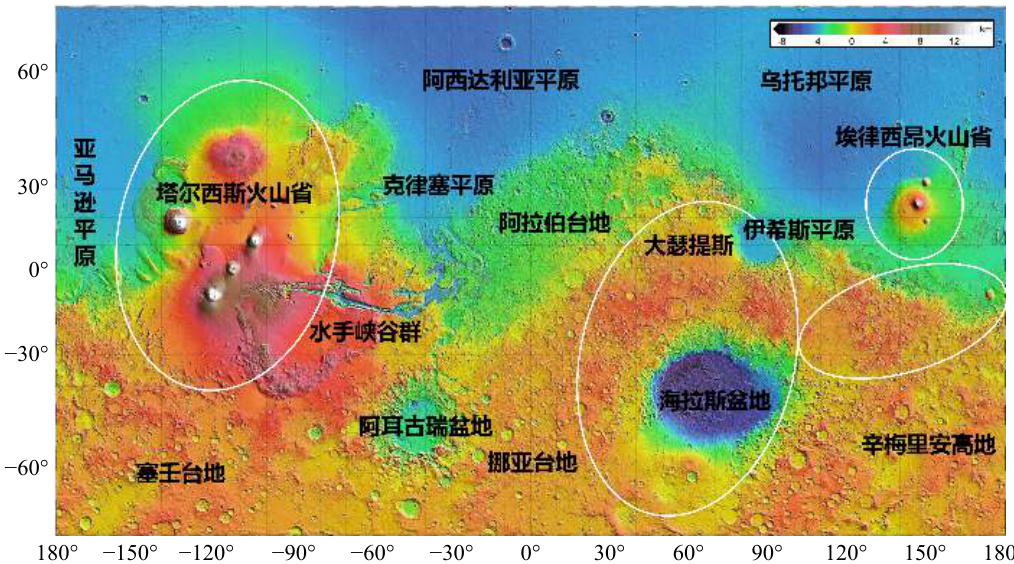 km
-8 4 0 4 8 12
60°
阿西达利亚平原
乌托邦平原
埃律西昂火山省
亚马逊平原
30°
塔尔西斯火山省
克律塞平原
阿拉伯台地
大瑟提斯
伊希斯平原
0°
水手峡谷群
−30°
海拉斯盆地
阿耳古瑞盆地
挪亚台地
辛梅里安高地
塞壬台地
−60°
180° −150° −120° −90° −60° −30° 0° 30° 60° 90° 120° 150° 180